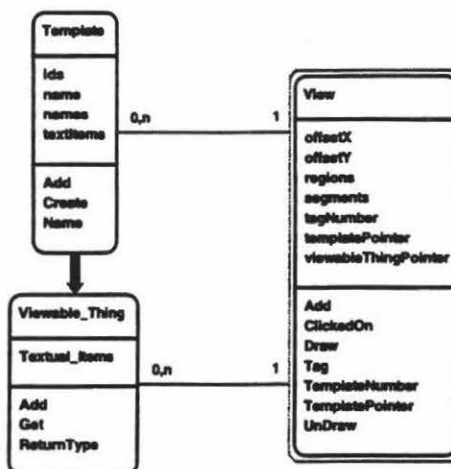 Template
ids
name
names
textItems
Add
Create
Name
0,n
1
View
offsetX
offsetY
regions
segments
tagNumber
templatePointer
viewableThingPointer
Add
ClickedOn
Draw
Tag
TemplateNumber
TemplatePointer
UnDraw
Viewable_Thing
Textual_Items
Add
Get
ReturnType
0,n
1